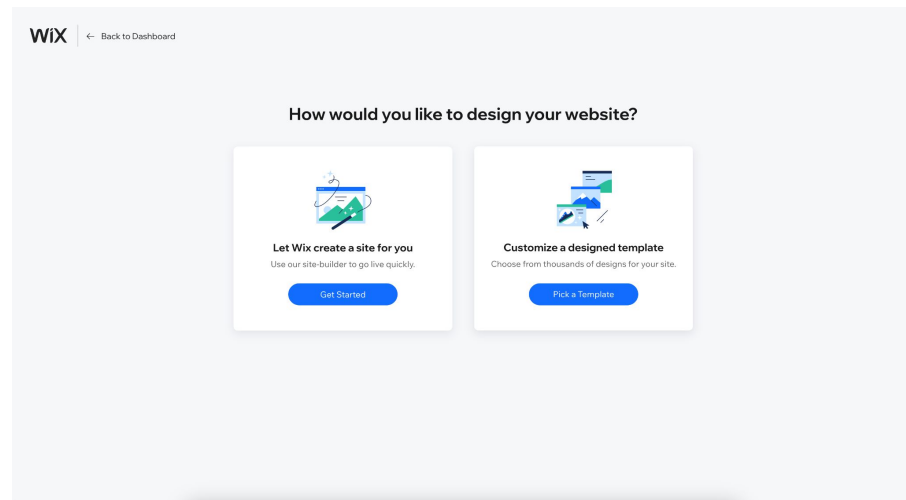 WiX
← Back to Dashboard
How would you like to design your website?
Let Wix create a site for you
Use our site-builder to go live quickly.
Get Started
Customize a designed template
Choose from thousands of designs for your site.
Pick a Template